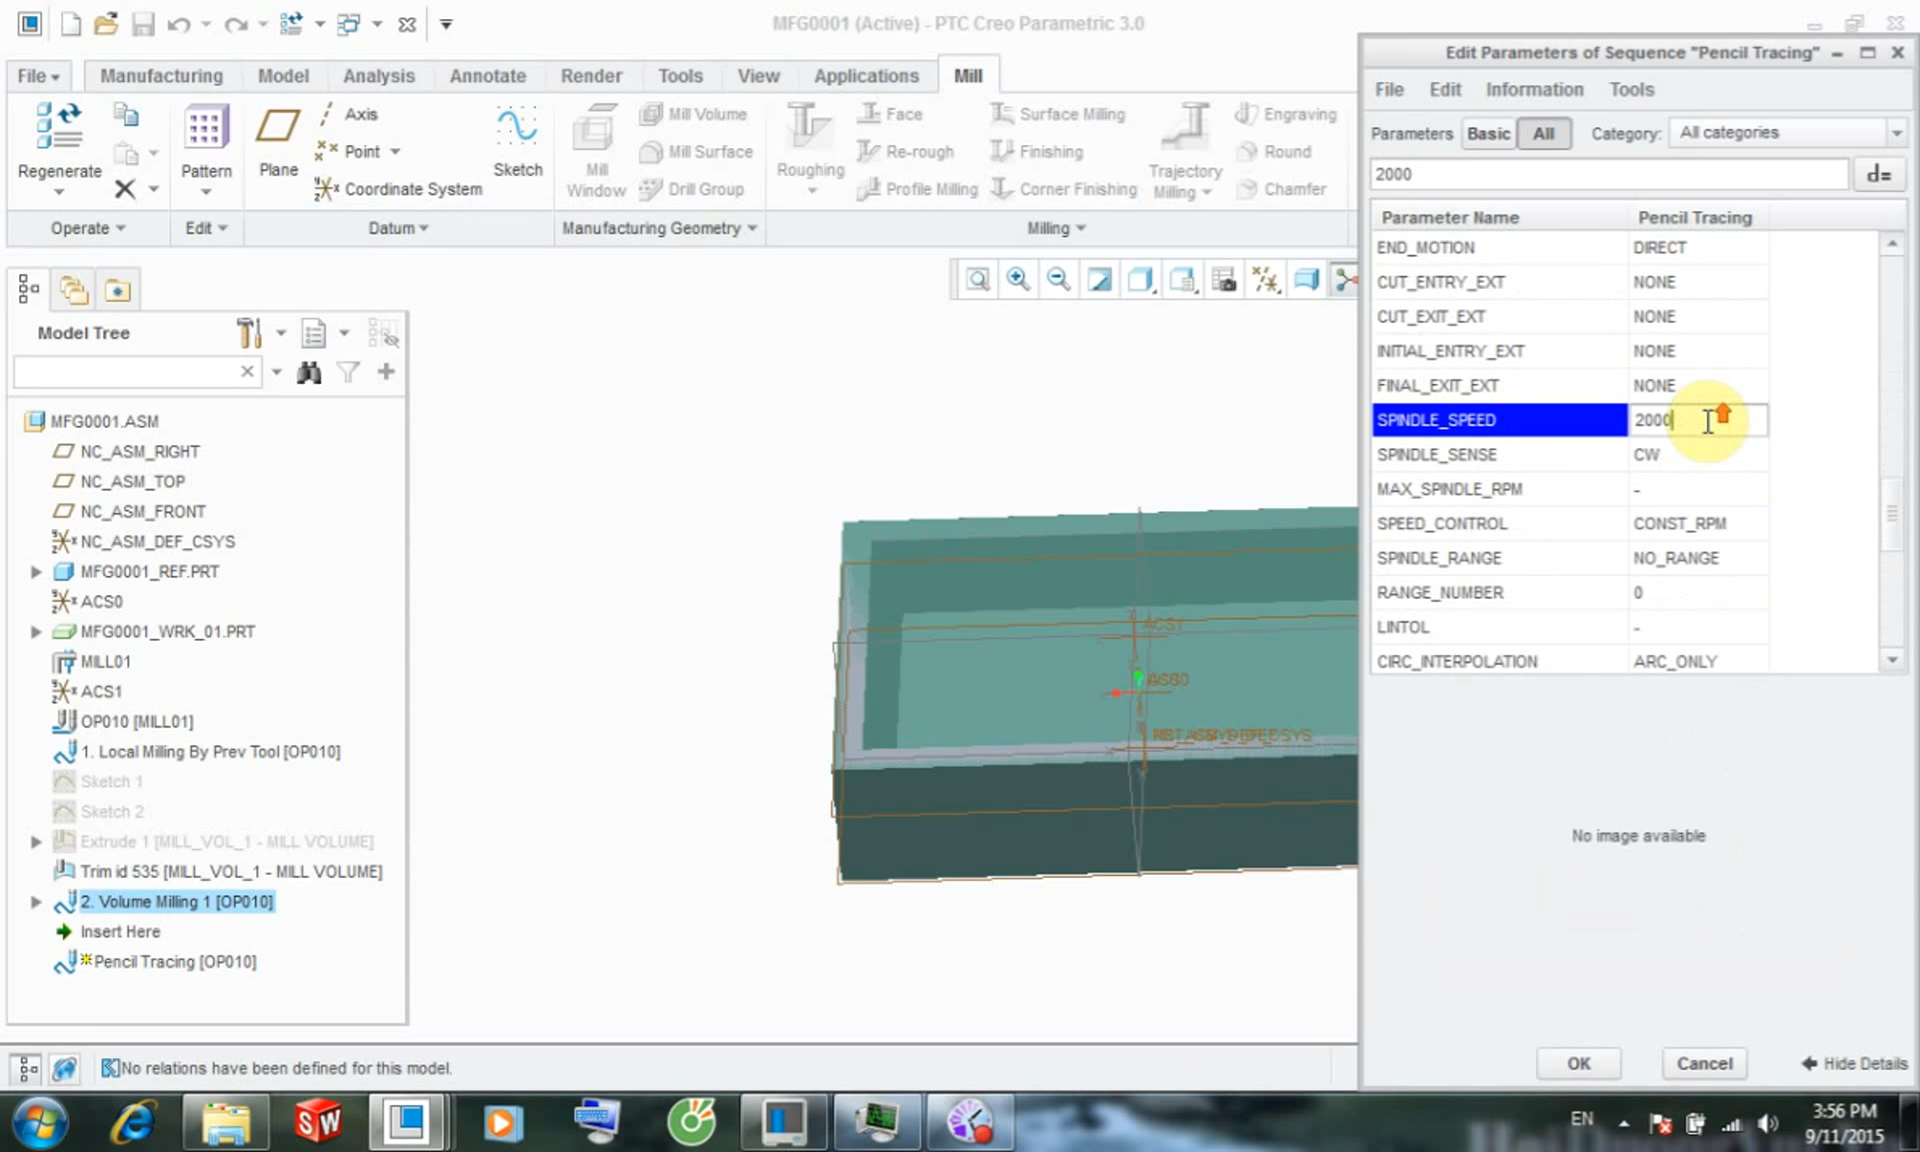 MFG0001 (Active) - PTC Creo Parametric 3.0
File
Manufacturing
Model
Analysis
Annotate
Render
Tools
View
Applications
Mill
Regenerate
Pattern
Plane
Axis
Point
Coordinate System
Sketch
Mill Window
Mill Volume
Mill Surface
Drill Group
Roughing
Face
Re-rough
Profile Milling
Surface Milling
Finishing
Corner Finishing
Trajectory Milling
Engraving
Round
Chamfer
Operate
Edit
Datum
Manufacturing Geometry
Milling
Model Tree
MFG0001.ASM
NC_ASM_RIGHT
NC_ASM_TOP
NC_ASM_FRONT
NC_ASM_DEF_CSYS
MFG0001_REF.PRT
ACS0
MFG0001_WRK_01.PRT
MILL01
ACS1
OP010 [MILL01]
1. Local Milling By Prev Tool [OP010]
Sketch 1
Sketch 2
Extrude 1 [MILL_VOL_1 - MILL VOLUME]
Trim id 535 [MILL_VOL_1 - MILL VOLUME]
2. Volume Milling 1 [OP010]
Insert Here
Pencil Tracing [OP010]
ACS1
No relations have been defined for this model.
Edit Parameters of Sequence "Pencil Tracing"
File Edit Information Tools
Parameters Basic All Category: All categories
2000
d=
Parameter Name Pencil Tracing
END_MOTION DIRECT
CUT_ENTRY_EXT NONE
CUT_EXIT_EXT NONE
INITIAL_ENTRY_EXT NONE
FINAL_EXIT_EXT NONE
SPINDLE_SPEED 2000
SPINDLE_SENSE CW
MAX_SPINDLE_RPM -
SPEED_CONTROL CONST_RPM
SPINDLE_RANGE NO_RANGE
RANGE_NUMBER 0
LINTOL -
CIRC_INTERPOLATION ARC_ONLY
No image available
OK Cancel Hide Details
SW
EN
3:56 PM
9/11/2015